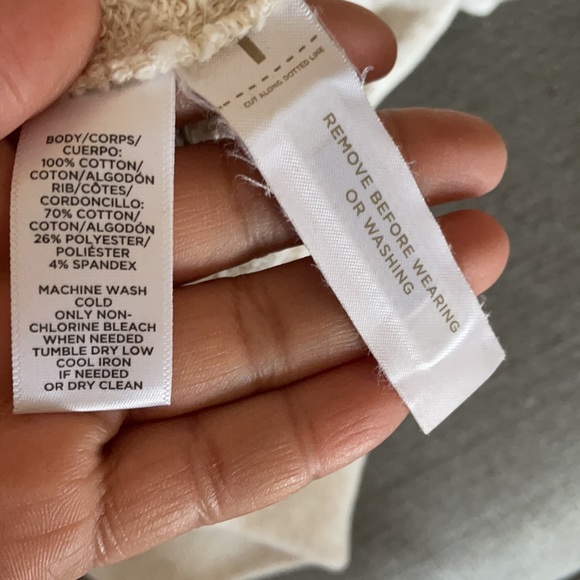 BODY/CORPS/
CUERPO:
100% COTTON/
COTON/ALGODÓN
RIB/CÔTES/
CORDONCILLO:
70% COTTON/
COTON/ALGODÓN
26% POLYESTER/
POLIÉSTER
4% SPANDEX
MACHINE WASH
COLD
ONLY NON-
CHLORINE BLEACH
WHEN NEEDED
TUMBLE DRY LOW
COOL IRON
IF NEEDED
OR DRY CLEAN
CUT ALONG DOTTED LINE
REMOVE BEFORE WEARING
OR WASHING